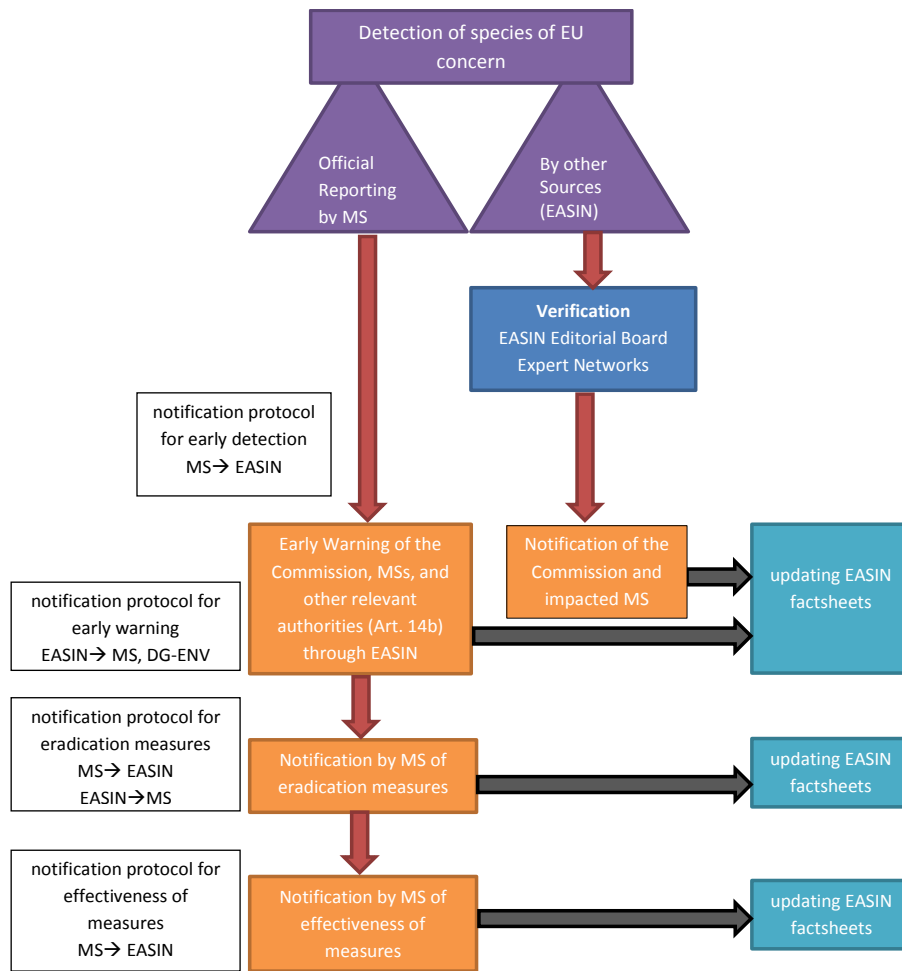 Detection of species of EU
concern
Official
Reporting
by MS
By other
Sources
(EASIN)
Verification
EASIN Editorial Board
Expert Networks
notification protocol
for early detection
MS→ EASIN
Early Warning of the
Commission, MSs, and
other relevant
authorities (Art. 14b)
through EASIN
Notification of the
Commission and
impacted MS
updating EASIN
factsheets
notification protocol for
early warning
EASIN→ MS, DG-ENV
notification protocol for
eradication measures
MS→ EASIN
EASIN→MS
Notification by MS of
eradication measures
updating EASIN
factsheets
notification protocol for
effectiveness of
measures
MS→ EASIN
Notification by MS of
effectiveness of
measures
updating EASIN
factsheets